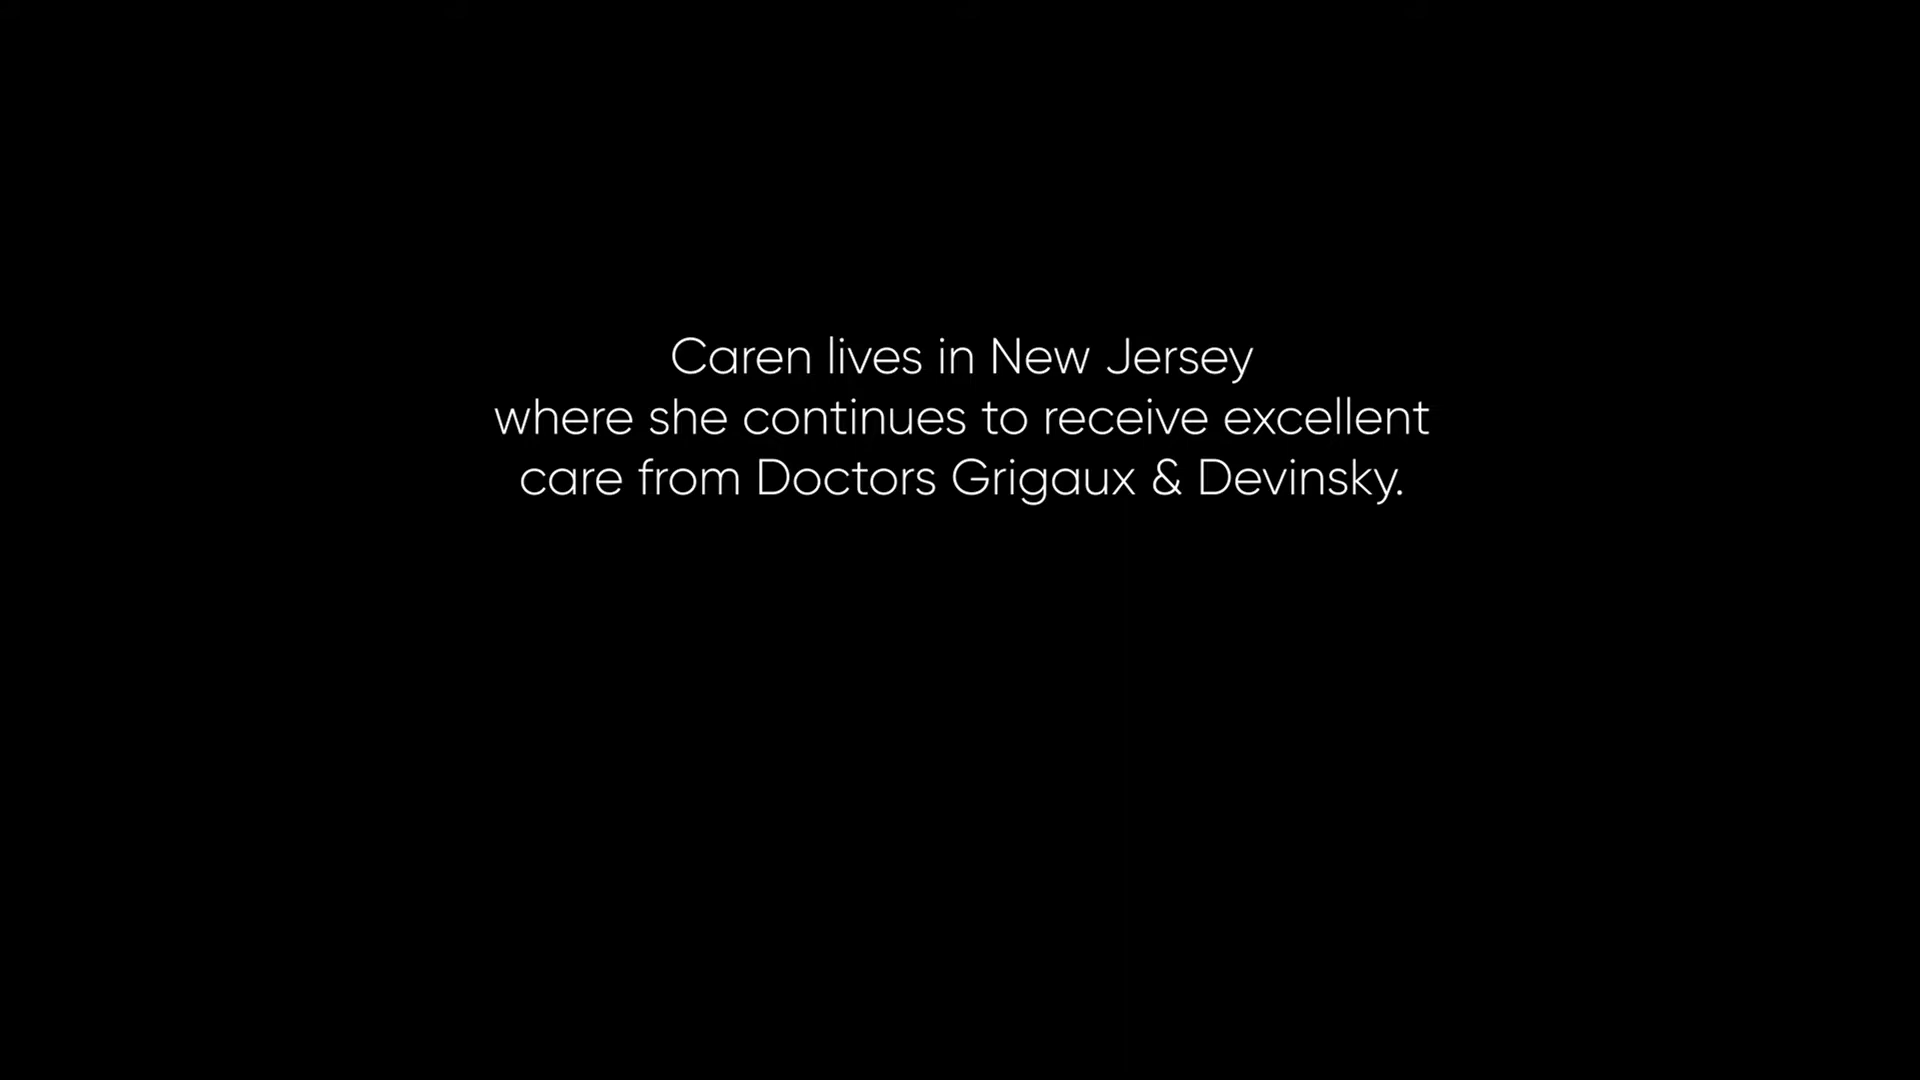 Caren lives in New Jersey
where she continues to receive excellent
care from Doctors Grigaux & Devinsky.